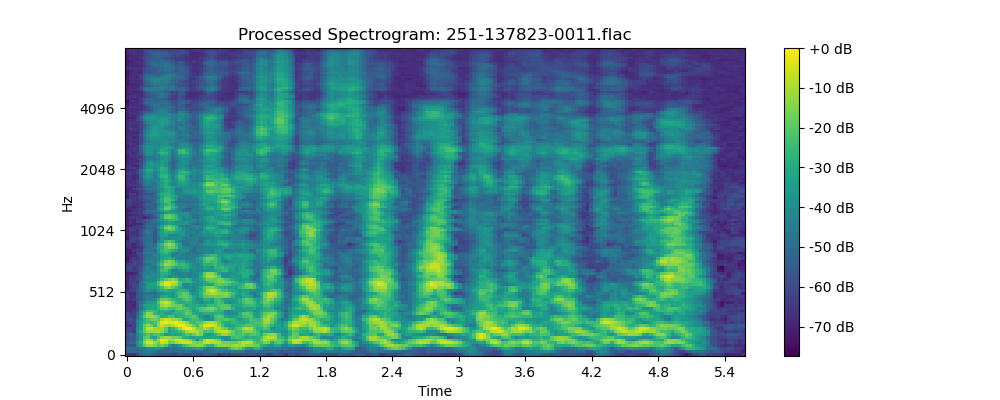 Processed Spectrogram: 251-137823-0011.flac
Hz
4096
2048
1024
512
0
0 0.6 1.2 1.8 2.4 3 3.6 4.2 4.8 5.4
Time
+0 dB
-10 dB
-20 dB
-30 dB
-40 dB
-50 dB
-60 dB
-70 dB